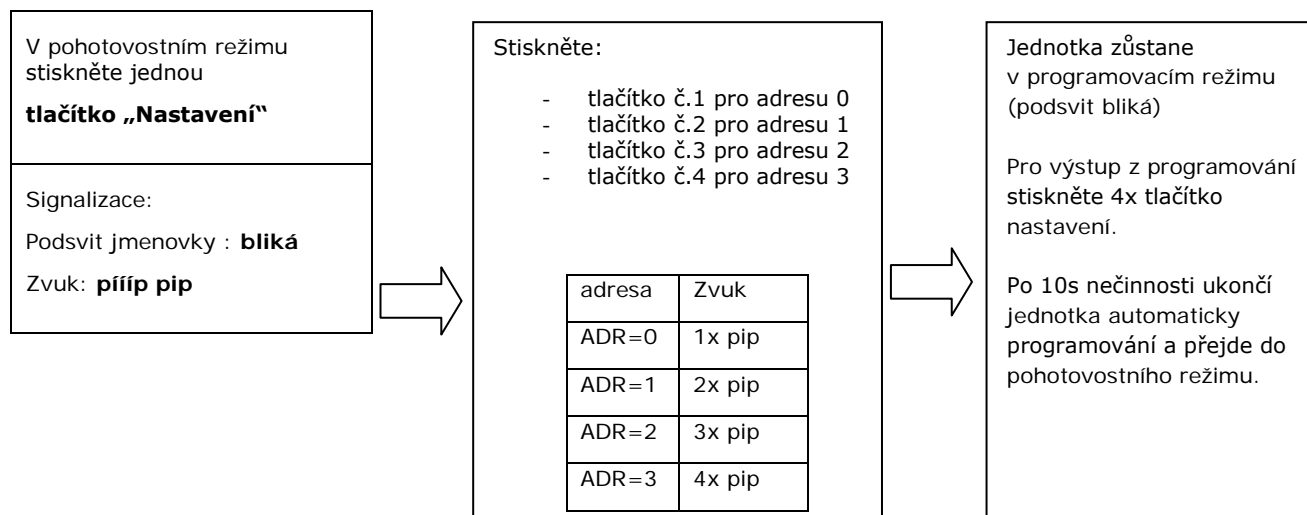 V pohotovostním režimu
stiskněte jednou
tlačítko „Nastavení“
Signalizace:
Podsvit jmenovky : bliká
Zvuk: pííííp pip
Stiskněte:
- tlačítko č.1 pro adresu 0
- tlačítko č.2 pro adresu 1
- tlačítko č.3 pro adresu 2
- tlačítko č.4 pro adresu 3
adresa Zvuk
ADR=0 1x pip
ADR=1 2x pip
ADR=2 3x pip
ADR=3 4x pip
Jednotka zůstane
v programovacím režimu
(podsvit bliká)
Pro výstup z programování
stiskněte 4x tlačítko
nastavení.
Po 10s nečinnosti ukončí
jednotka automaticky
programování a přejde do
pohotovostního režimu.